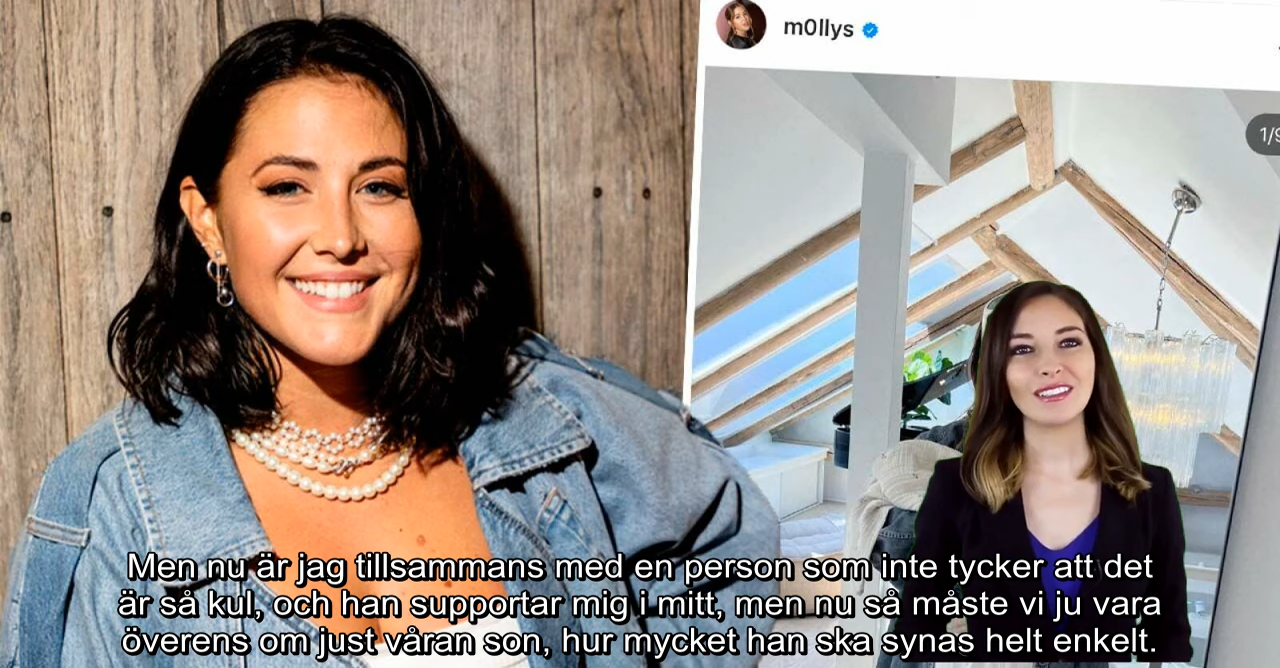 m0llys
1/9
Men nu är jag tillsammans med en person som inte tycker att det
är så kul, och han supportar mig i mitt, men nu så måste vi ju vara
överens om just våran son, hur mycket han ska synas helt enkelt.